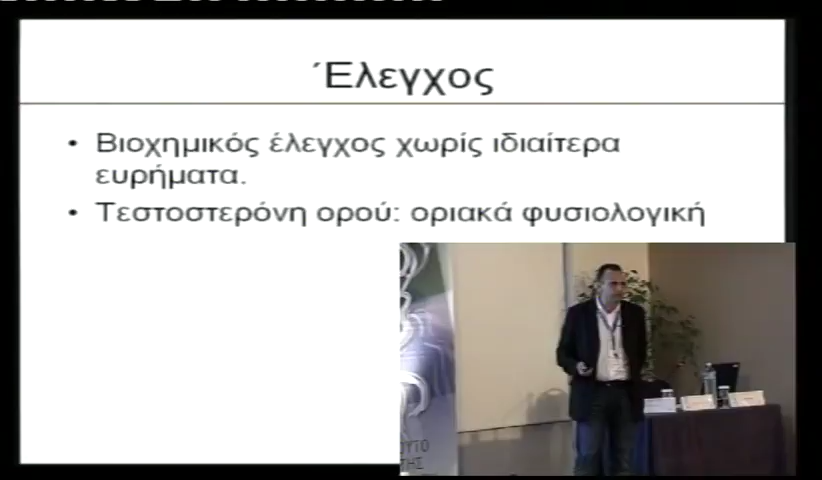 Έλεγχος
• Βιοχημικός έλεγχος χωρίς ιδιαίτερα
ευρήματα.
• Τεστοστερόνη ορού: οριακά φυσιολογική